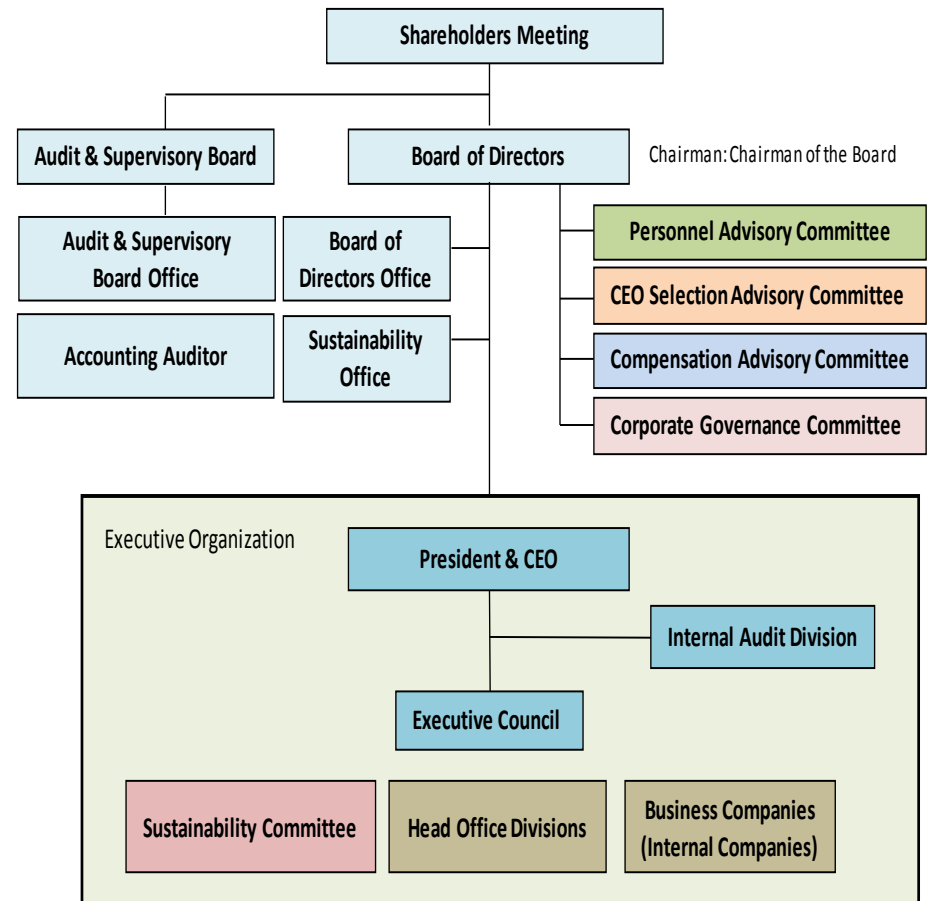 Shareholders Meeting
Audit & Supervisory Board
Board of Directors
Chairman: Chairman of the Board
Audit & Supervisory
Board Office
Board of
Directors Office
Personnel Advisory Committee
CEO Selection Advisory Committee
Accounting Auditor
Sustainability
Office
Compensation Advisory Committee
Corporate Governance Committee
Executive Organization
President & CEO
Internal Audit Division
Executive Council
Sustainability Committee
Head Office Divisions
Business Companies
(Internal Companies)